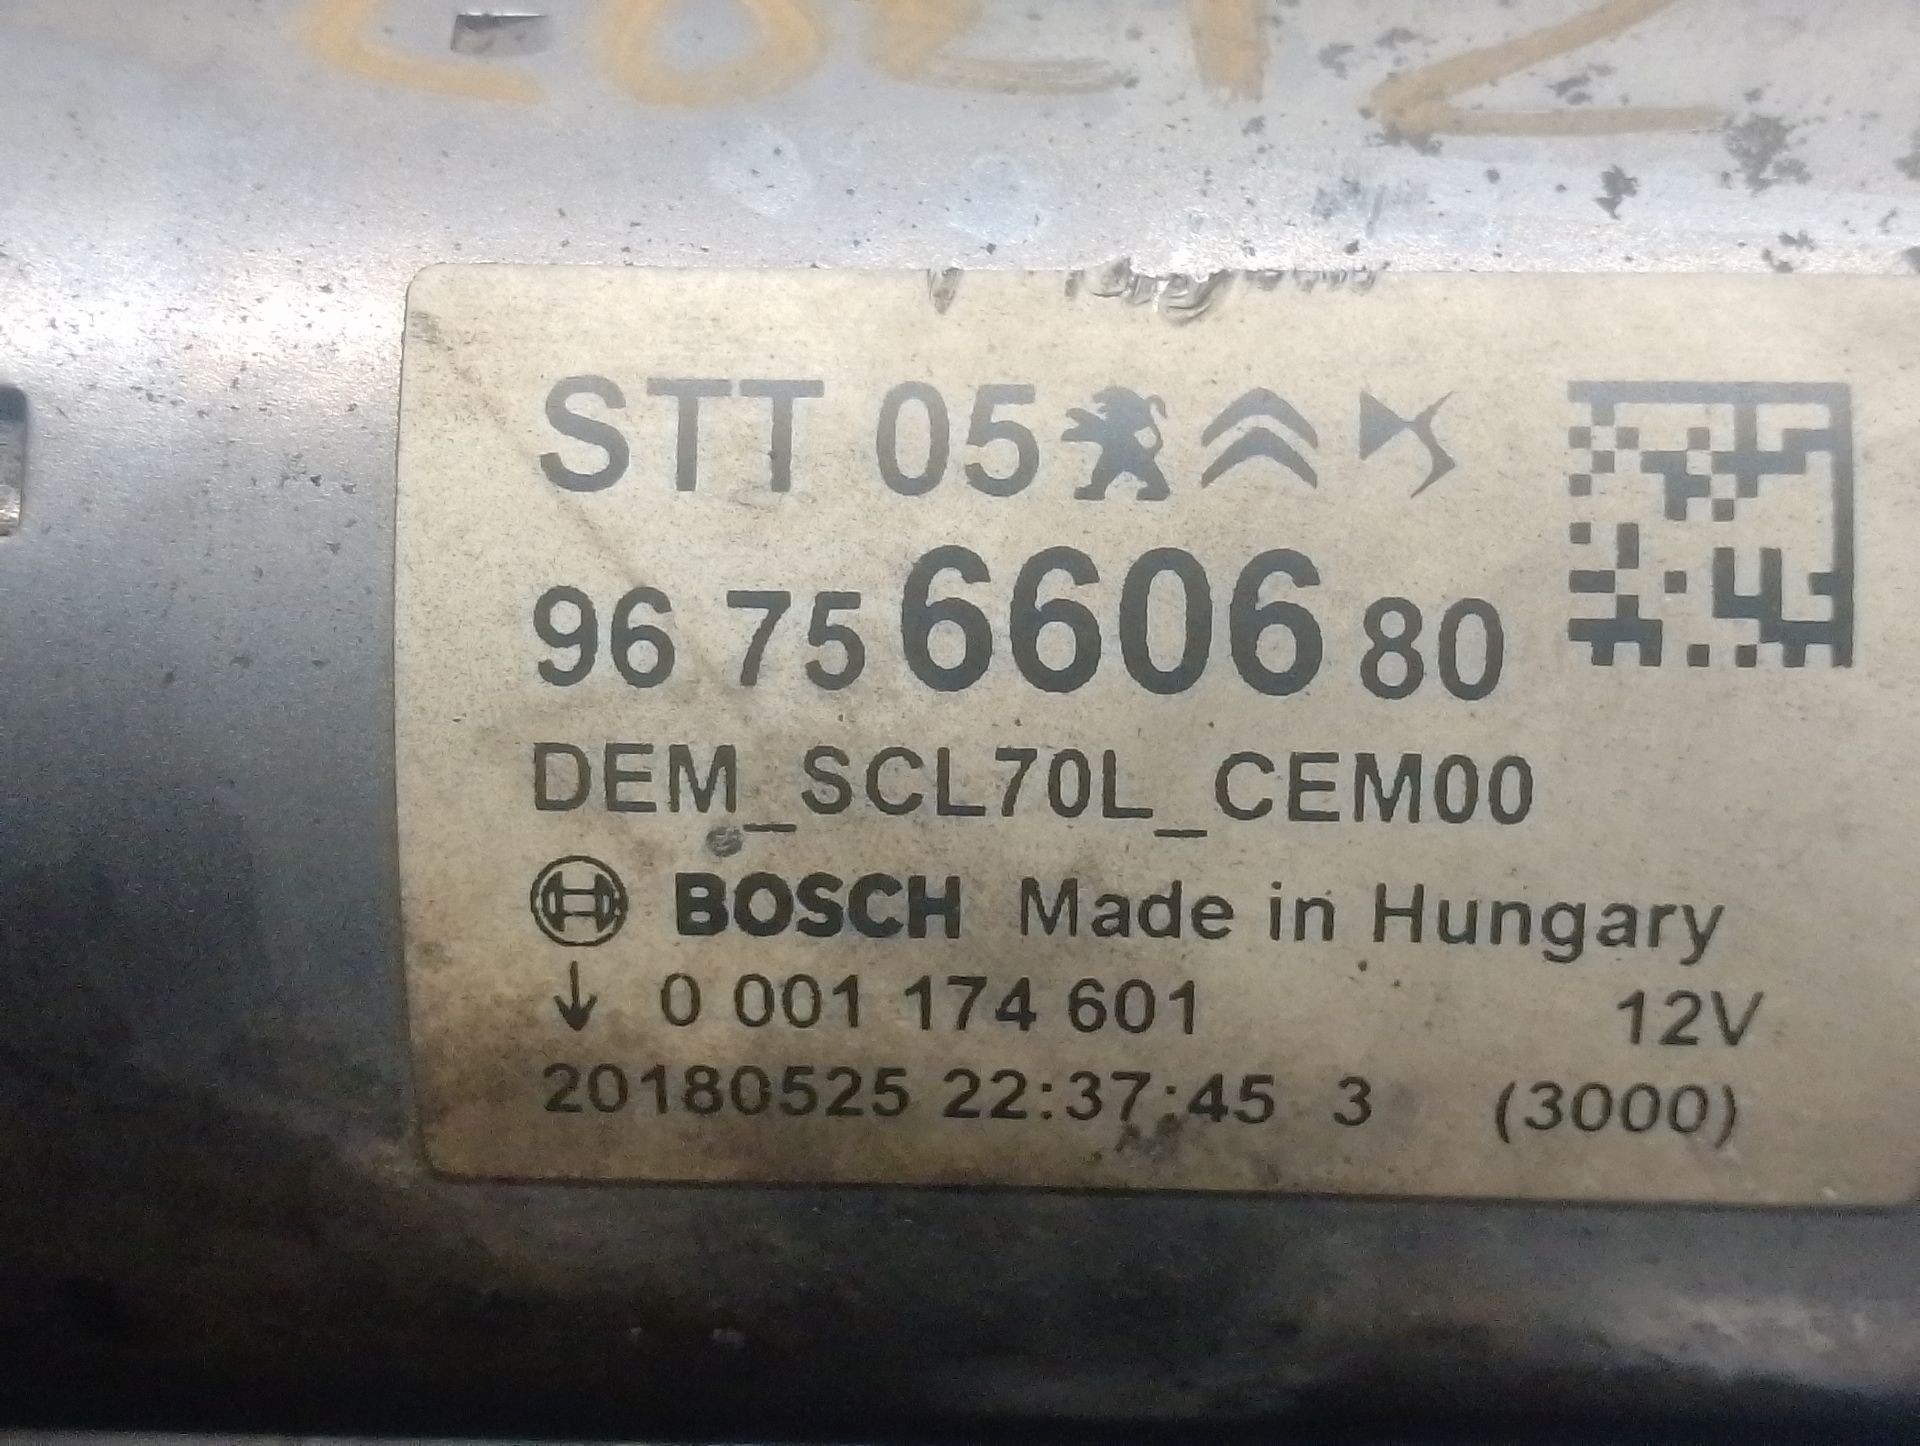 STT 05
96 75 6606 80
DEM_SCL70L_CEM00
BOSCH Made in Hungary
↓ 0 001 174 601 12V
20180525 22:37:45 3 (3000)